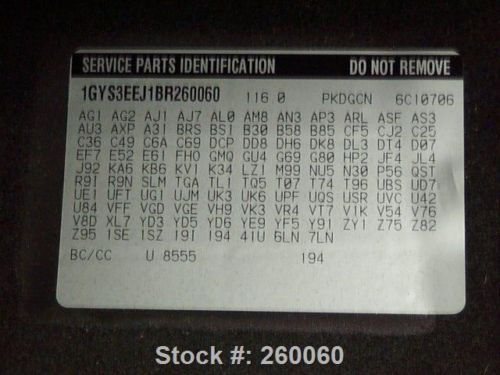 SERVICE PARTS IDENTIFICATION DO NOT REMOVE
1GYS3EEJ1BR260060 116.0 PKDGCN 6C10706
AG1 AG2 AJ1 AJ7 AL0 AM8 AN3 AP3 ARL ASF AS3
AU3 AXP A31 BRS BS1 B30 B58 B85 CF5 CJ2 C25
C36 C49 C6A C69 DCP DD8 DH6 DK8 DL3 DT4 D07
EF7 E52 E61 FHO GMQ GU4 G69 G80 HP2 JF4 JL4
J92 KA6 KB6 KV1 K34 LZ1 M99 NU5 N30 P56 QST
R9I R9N SLM TGA TL1 TQ5 T07 T74 T96 UBS UD7
UE1 UFT UG1 UJM UK3 UK6 UPF UQS USR UVC U42
U64 VFF VGD VGE VH9 VK3 VR4 VT7 V1K V54 V76
V8D XL7 YD3 YD5 YD6 YE9 YF5 Y91 ZY1 Z75 Z82
Z95 1SE 1SZ 19I 194 41U 6LN 7LN
BC/CC U 8555 194
Stock #: 260060